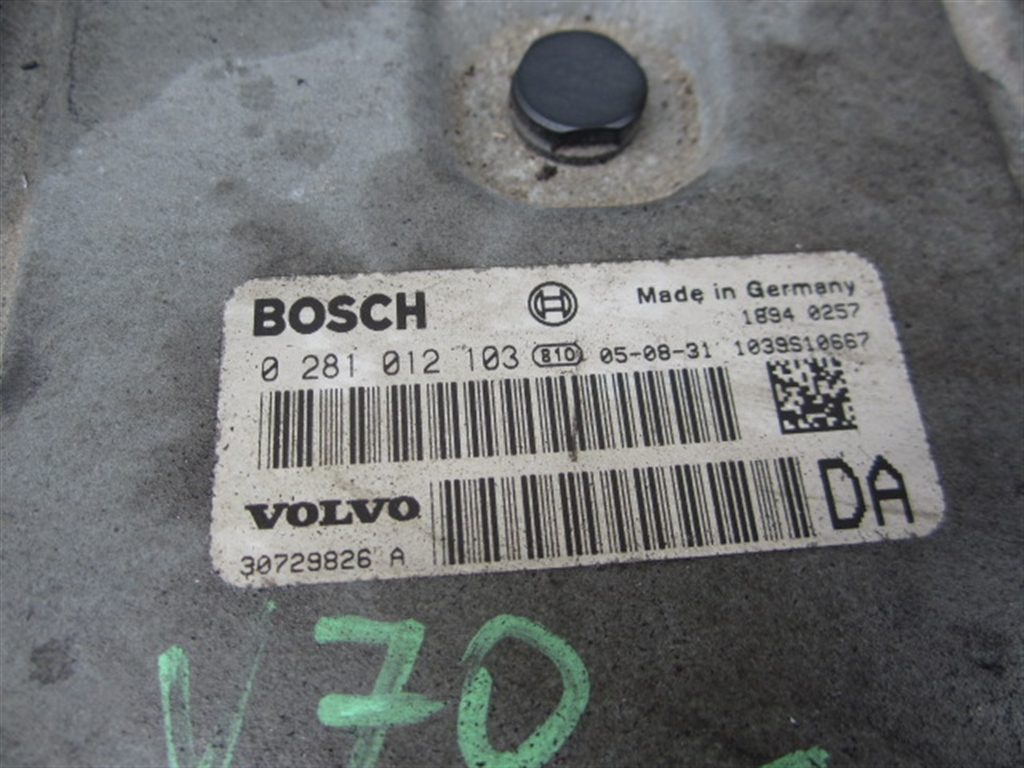 BOSCH Made in Germany
1894 0257
0 281 012 103 810 05-08-31 1039S10667
VOLVO DA
30729826 A
V70